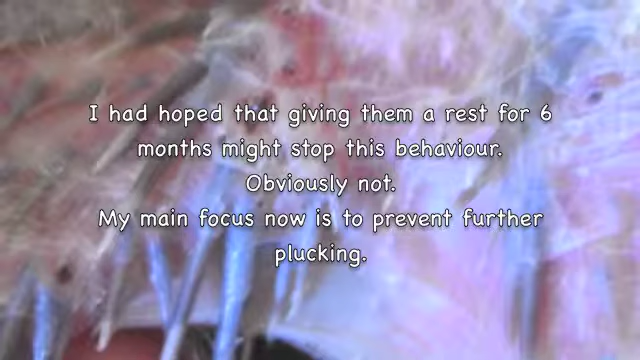 I had hoped that giving them a rest for 6
months might stop this behaviour.
Obviously not.
My main focus now is to prevent further
plucking.